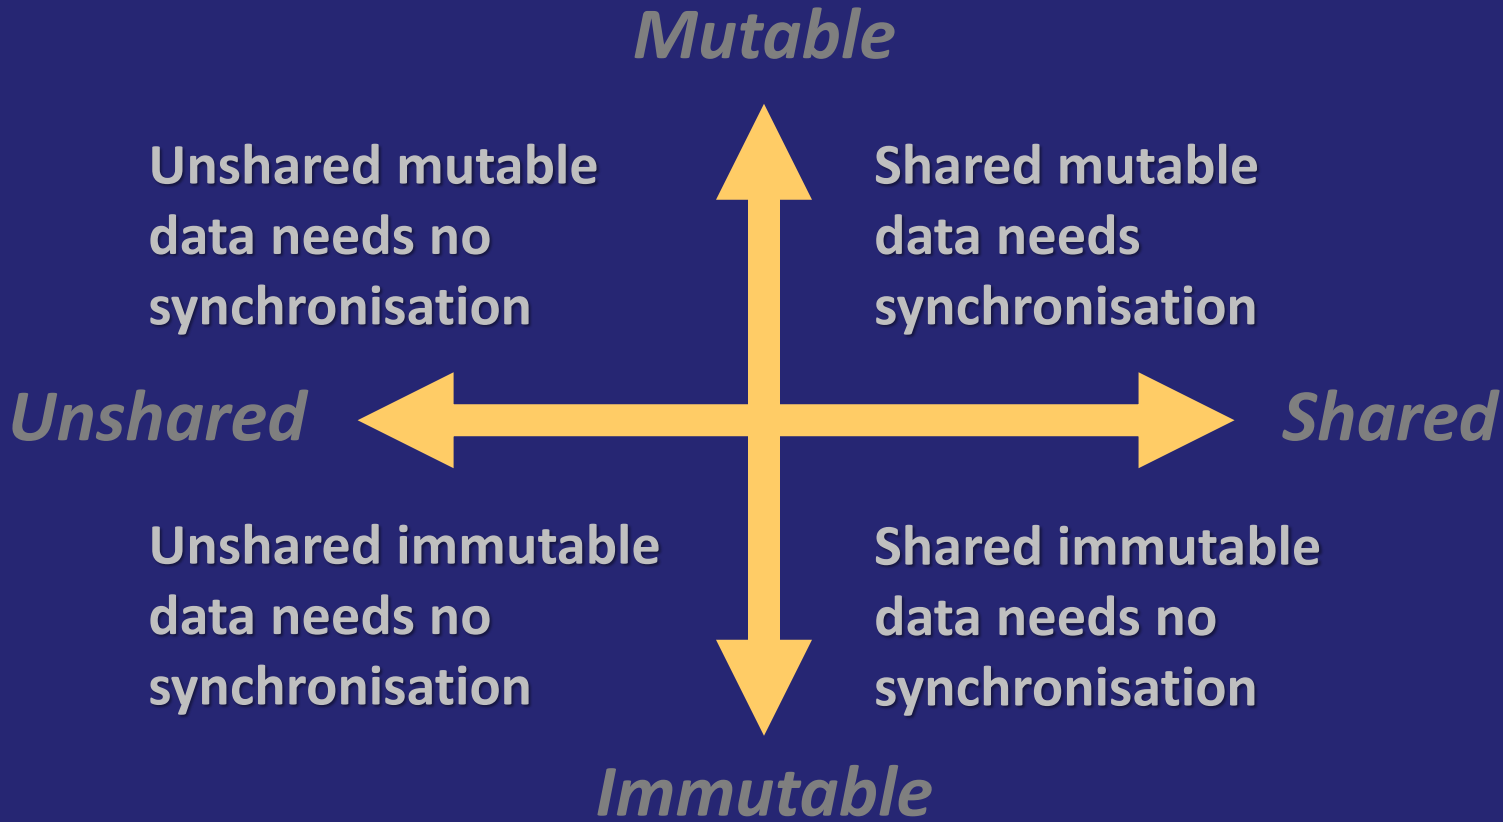 Mutable
Unshared mutable
data needs no
synchronisation
Shared mutable
data needs
synchronisation
Unshared
Shared
Unshared immutable
data needs no
synchronisation
Shared immutable
data needs no
synchronisation
Immutable